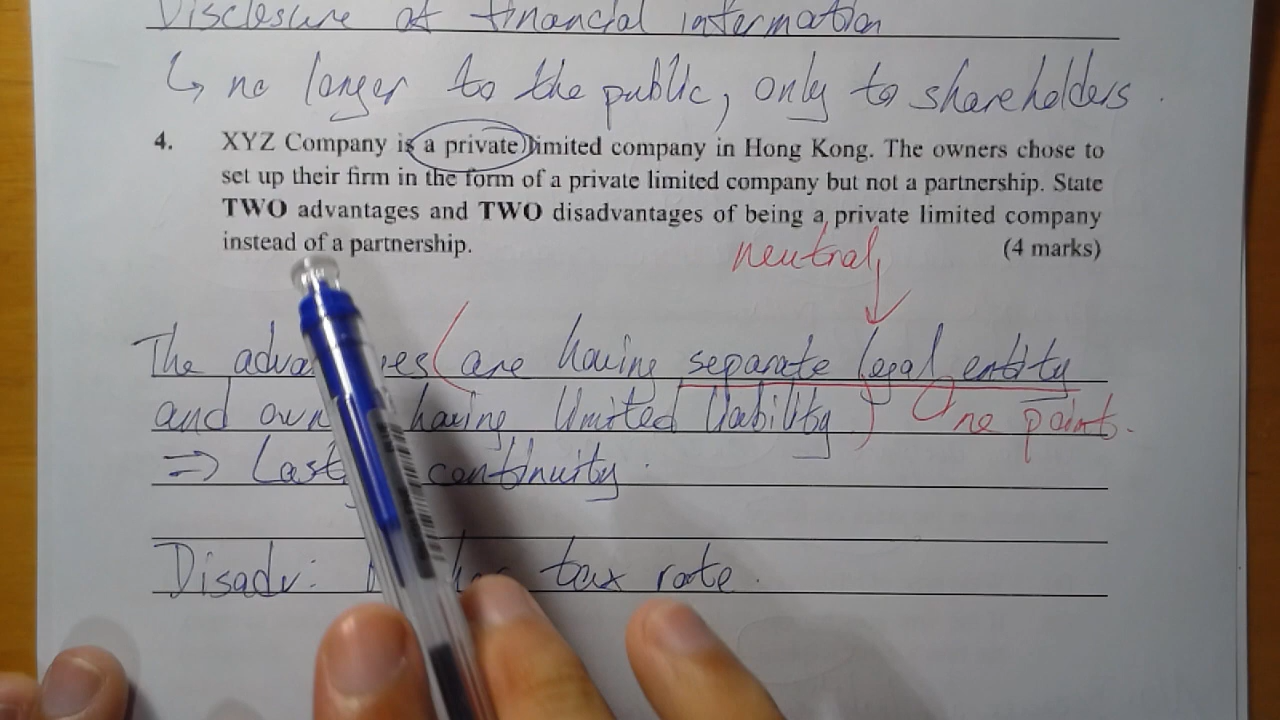 Disclosure of financial information
↳ no longer to the public, only to shareholders.
4. XYZ Company is a private limited company in Hong Kong. The owners chose to
set up their firm in the form of a private limited company but not a partnership. State
TWO advantages and TWO disadvantages of being a private limited company
instead of a partnership. (4 marks)
neutral
The are having separate legal entity
and having limited liability) One point.
⇒ continuity.
Disadv: tax rate.